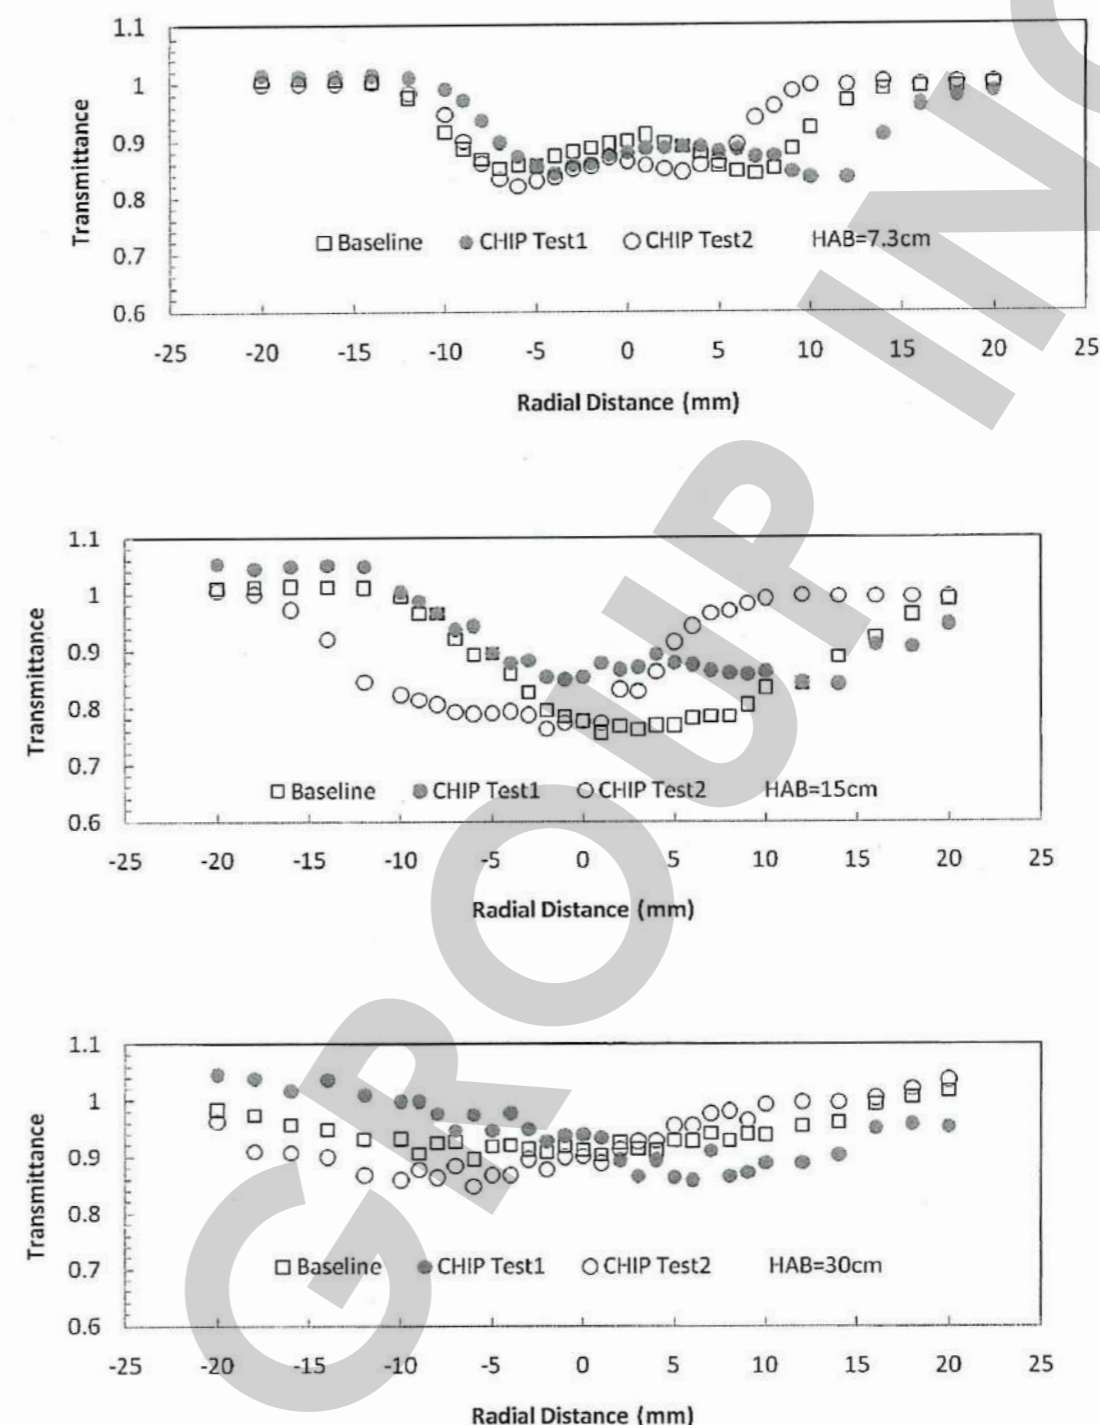 1.1
1
0.9
0.8
0.7
0.6
Transmittance
Baseline CHIP Test1 CHIP Test2 HAB=7.3cm
-25 -20 -15 -10 -5 0 5 10 15 20 25
Radial Distance (mm)
1.1
1
0.9
0.8
0.7
0.6
Transmittance
Baseline CHIP Test1 CHIP Test2 HAB=15cm
-25 -20 -15 -10 -5 0 5 10 15 20 25
Radial Distance (mm)
1.1
1
0.9
0.8
0.7
0.6
Transmittance
Baseline CHIP Test1 CHIP Test2 HAB=30cm
-25 -20 -15 -10 -5 0 5 10 15 20 25
Radial Distance (mm)
GROUP INC